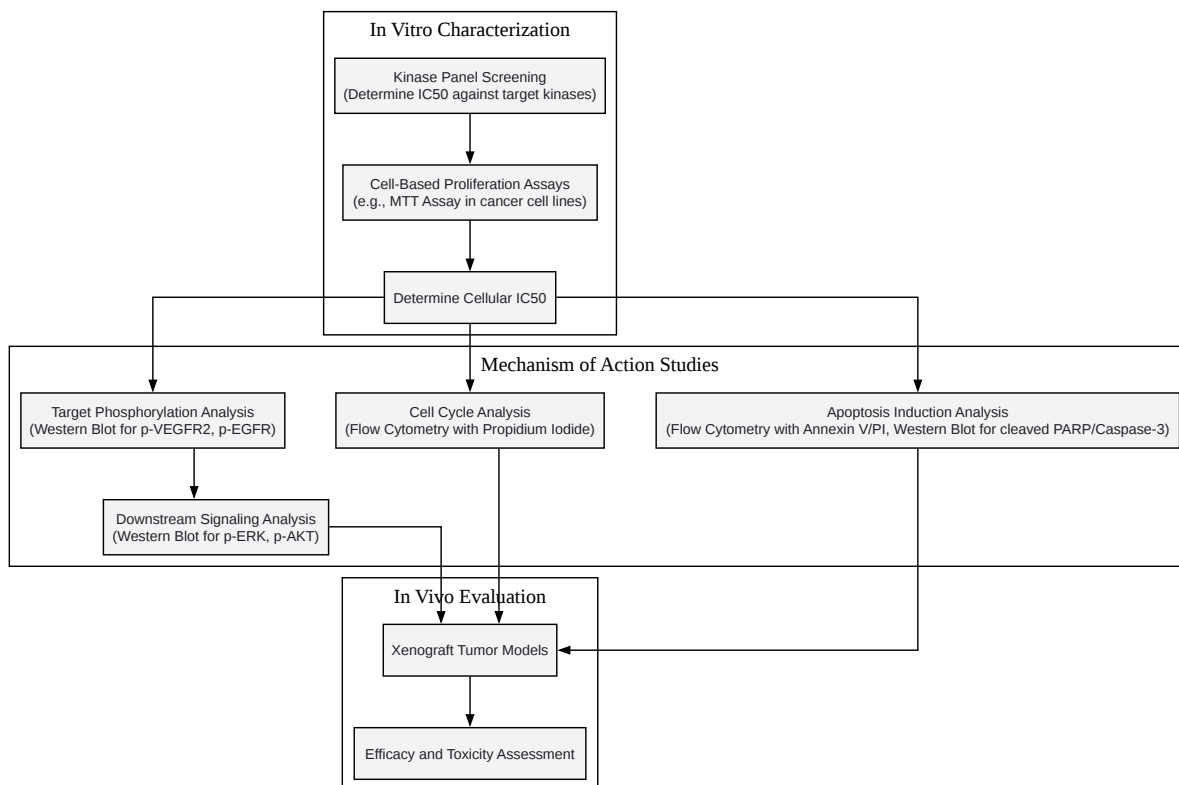 In Vitro Characterization
Kinase Panel Screening
(Determine IC50 against target kinases)
Cell-Based Proliferation Assays
(e.g., MTT Assay in cancer cell lines)
Determine Cellular IC50
Mechanism of Action Studies
Target Phosphorylation Analysis
(Western Blot for p-VEGFR2, p-EGFR)
Cell Cycle Analysis
(Flow Cytometry with Propidium Iodide)
Apoptosis Induction Analysis
(Flow Cytometry with Annexin V/PI, Western Blot for cleaved PARP/Caspase-3)
Downstream Signaling Analysis
(Western Blot for p-ERK, p-AKT)
In Vivo Evaluation
Xenograft Tumor Models
Efficacy and Toxicity Assessment